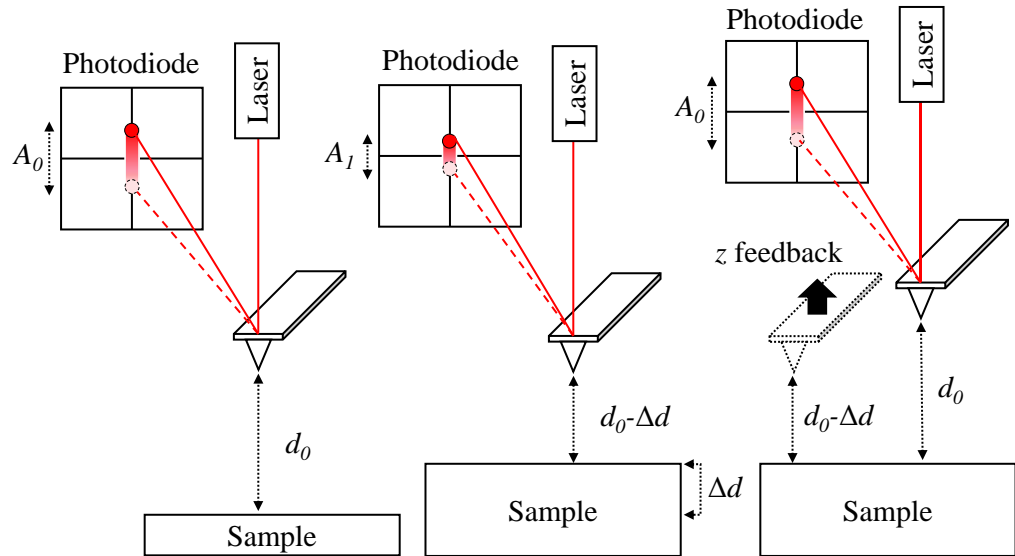 Photodiode
Laser
A0
d0
Sample
Photodiode
Laser
A1
d0-Δd
Δd
Sample
Photodiode
Laser
A0
z feedback
d0-Δd
d0
Sample